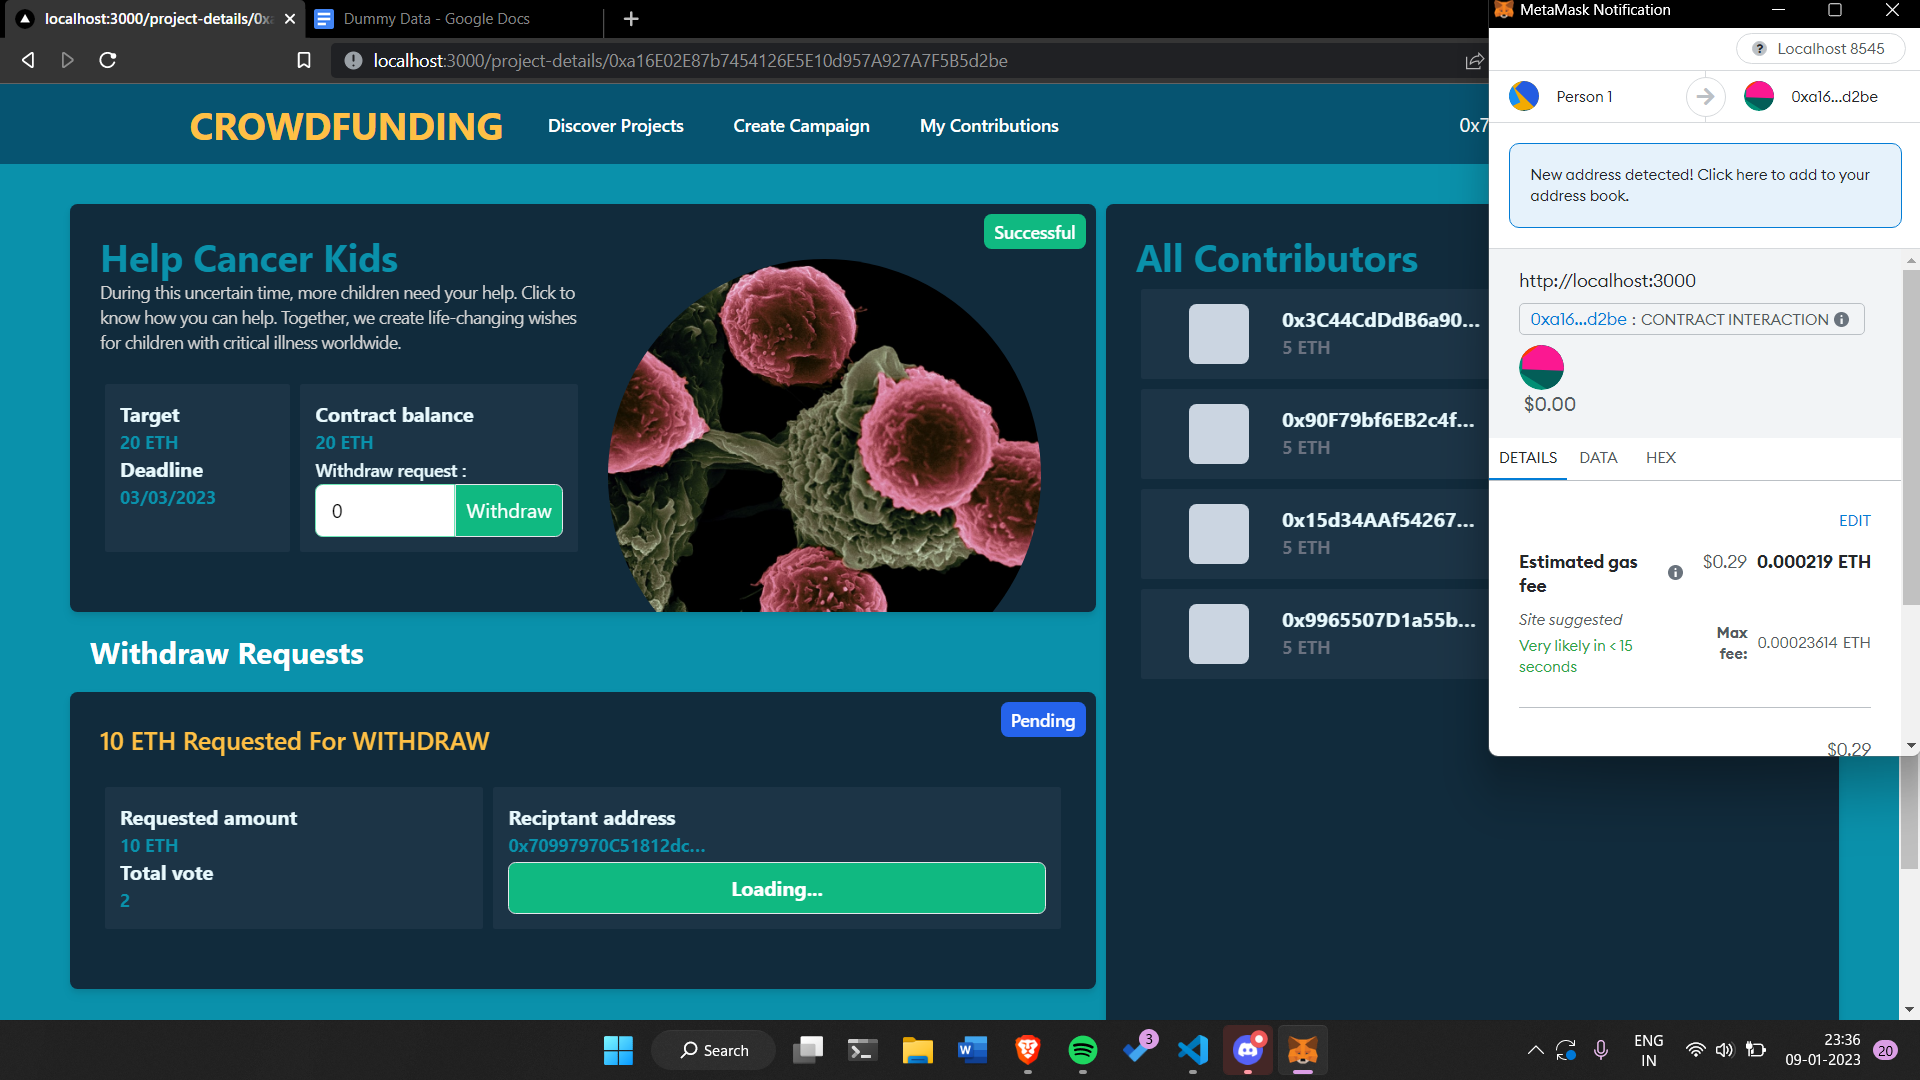 localhost:3000/project-details/0xa
Dummy Data - Google Docs
localhost:3000/project-details/0xa16E02E87b7454126E5E10d957A927A7F5B5d2be
CROWDFUNDING
Discover Projects
Create Campaign
My Contributions
0x7
Successful
Help Cancer Kids
During this uncertain time, more children need your help. Click to
know how you can help. Together, we create life-changing wishes
for children with critical illness worldwide.
Target
20 ETH
Deadline
03/03/2023
Contract balance
20 ETH
Withdraw request :
0
Withdraw
Withdraw Requests
Pending
10 ETH Requested For WITHDRAW
Requested amount
10 ETH
Total vote
2
Reciptant address
0x70997970C51812dc...
Loading...
All Contributors
0x3C44CdDdB6a90...
5 ETH
0x90F79bf6EB2c4f...
5 ETH
0x15d34AAf54267...
5 ETH
0x9965507D1a55b...
5 ETH
MetaMask Notification
? Localhost 8545
Person 1
0xa16...d2be
New address detected! Click here to add to your
address book.
http://localhost:3000
0xa16...d2be : CONTRACT INTERACTION
$0.00
DETAILS
DATA
HEX
EDIT
Estimated gas
fee
$0.29 0.000219 ETH
Site suggested
Very likely in < 15
seconds
Max
fee:
0.00023614 ETH
$0.29
Search
W
3
ENG
IN
23:36
09-01-2023
20